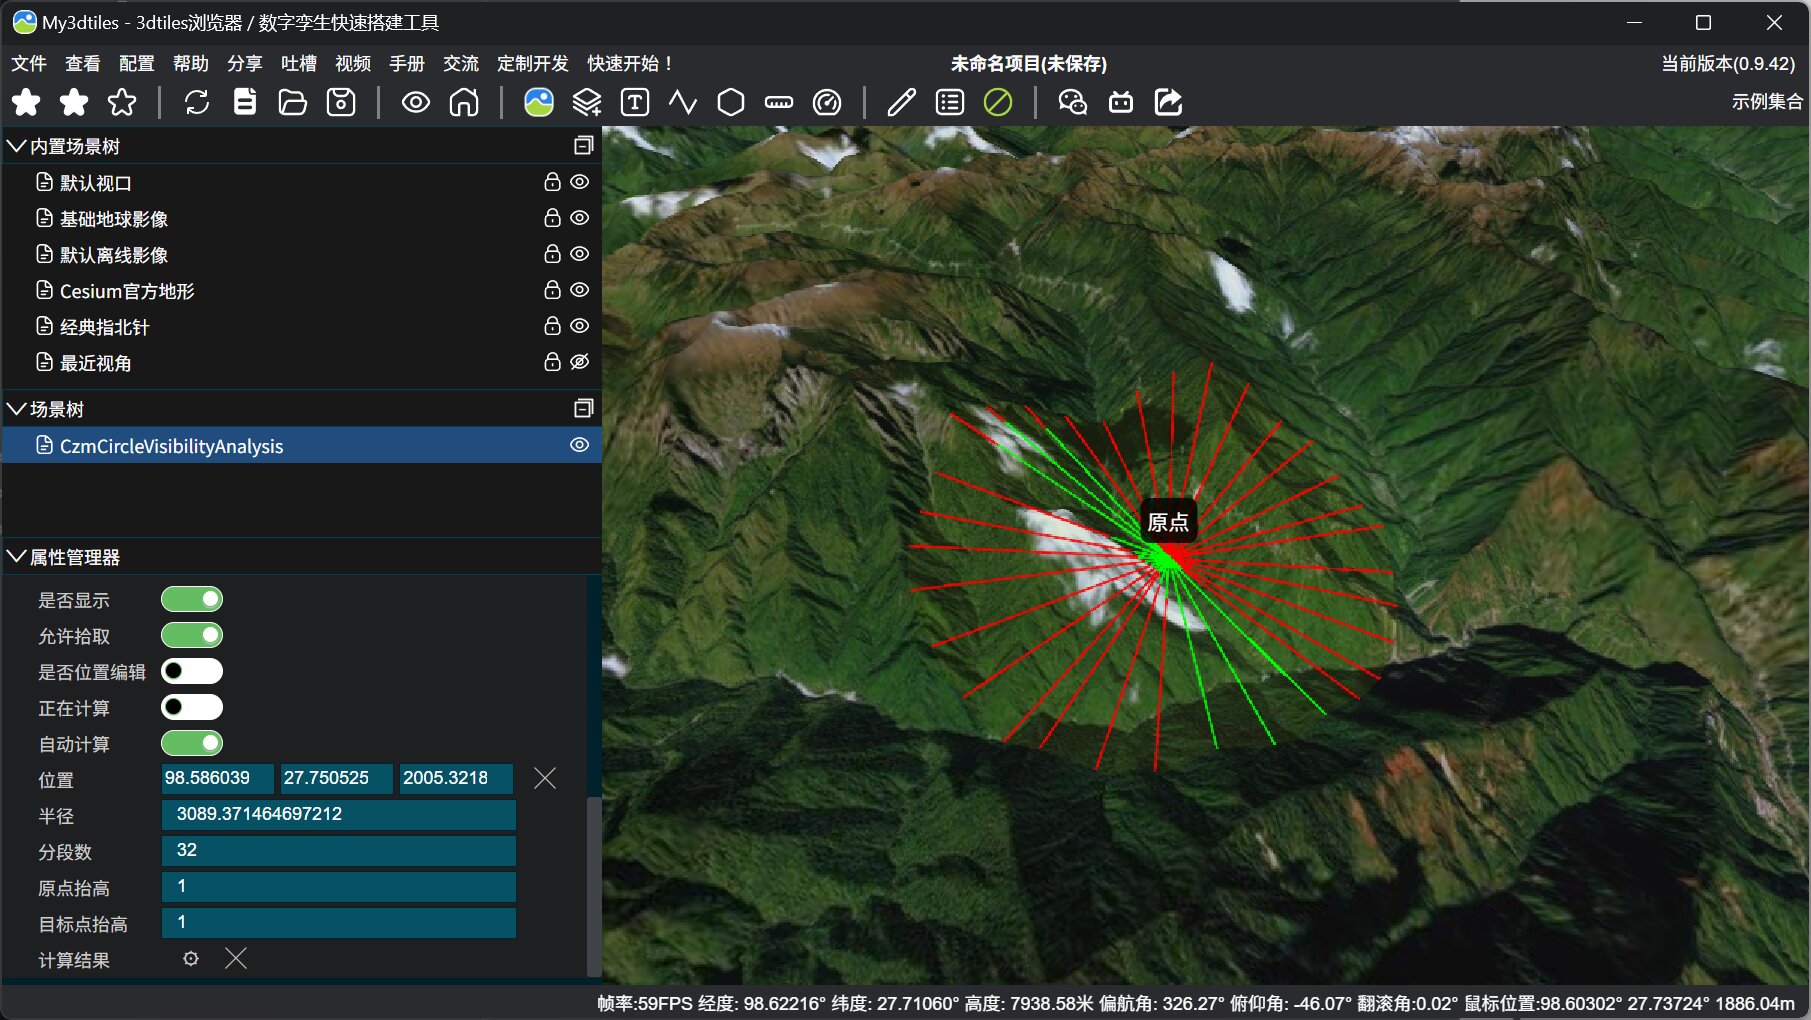 My3dtiles - 3dtiles浏览器 / 数字孪生快速搭建工具
文件 查看 配置 帮助 分享 吐槽 视频 手册 交流 定制开发 快速开始！ 未命名项目(未保存) 当前版本(0.9.42)
示例集合
内置场景树
默认视口
基础地球影像
默认离线影像
Cesium官方地形
经典指北针
最近视角
场景树
CzmCircleVisibilityAnalysis
属性管理器
是否显示
允许拾取
是否位置编辑
正在计算
自动计算
位置 98.586039 27.750525 2005.3218
半径 3089.371464697212
分段数 32
原点抬高 1
目标点抬高 1
计算结果
原点
帧率:59FPS 经度: 98.62216° 纬度: 27.71060° 高度: 7938.58米 偏航角: 326.27° 俯仰角: -46.07° 翻滚角:0.02° 鼠标位置:98.60302° 27.73724° 1886.04m